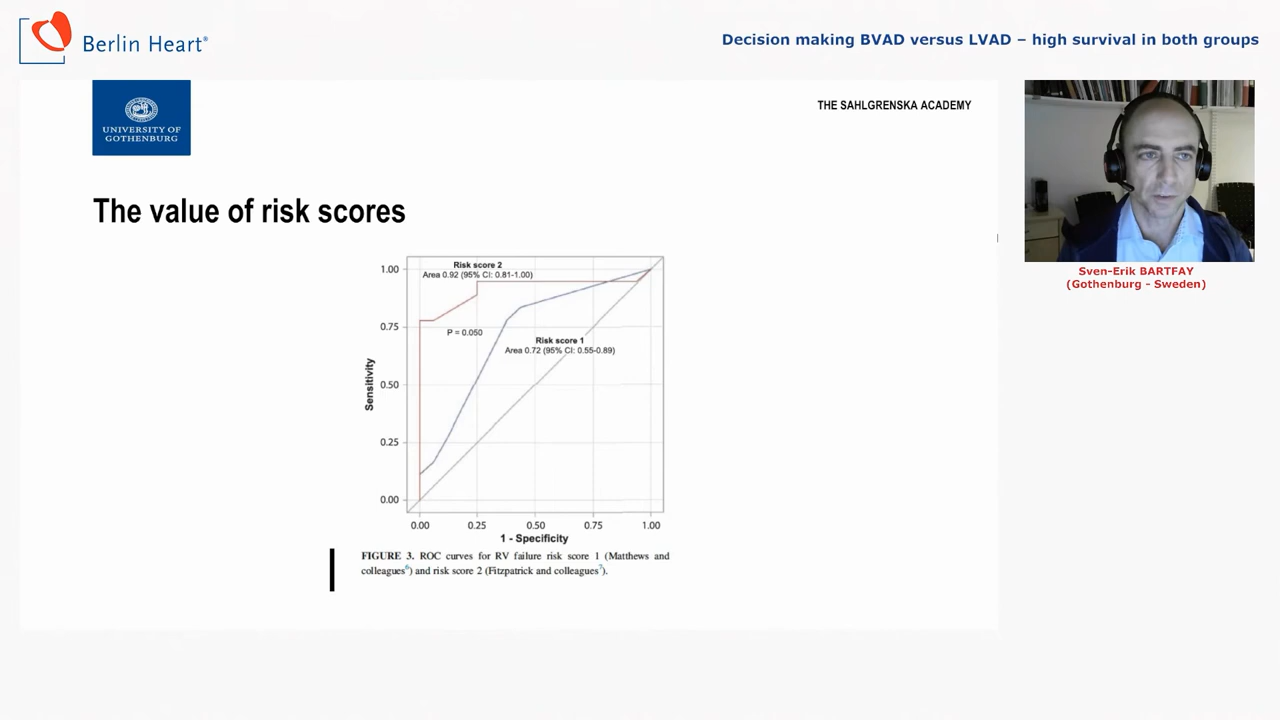 Berlin Heart®
Decision making BVAD versus LVAD – high survival in both groups
UNIVERSITY OF
GOTHENBURG
THE SAHLGRENSKA ACADEMY
The value of risk scores
Risk score 2
Area 0.92 (95% CI: 0.81-1.00)
P = 0.050
Risk score 1
Area 0.72 (95% CI: 0.55-0.89)
Sensitivity
1.00
0.75
0.50
0.25
0.00
0.00 0.25 0.50 0.75 1.00
1 - Specificity
FIGURE 3. ROC curves for RV failure risk score 1 (Matthews and
colleagues⁶) and risk score 2 (Fitzpatrick and colleagues⁷).
Sven-Erik BARTFAY
(Gothenburg - Sweden)